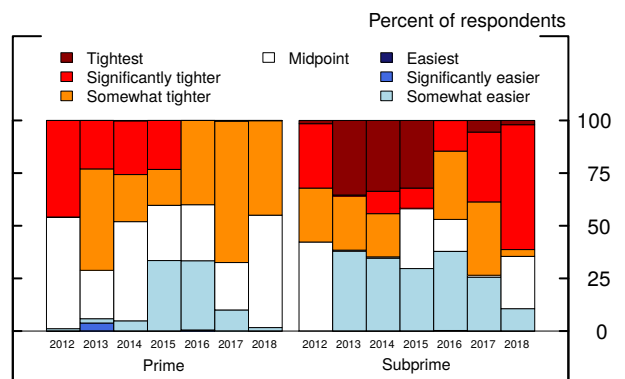 Percent of respondents
Tightest Midpoint Easiest
Significantly tighter Significantly easier
Somewhat tighter Somewhat easier
100
75
50
25
0
2012 2013 2014 2015 2016 2017 2018 2012 2013 2014 2015 2016 2017 2018
Prime Subprime